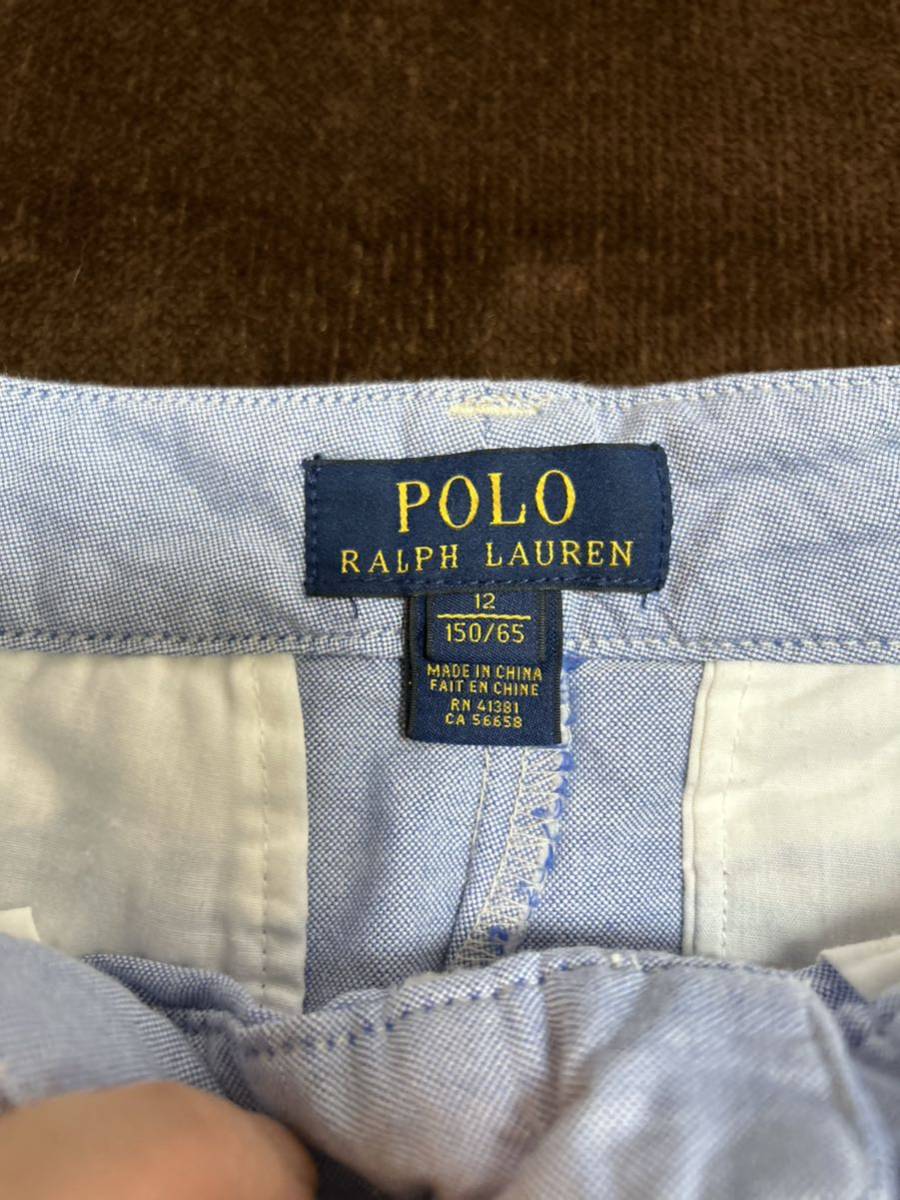 POLO
RALPH LAUREN
12
150/65
MADE IN CHINA
FAIT EN CHINE
RN 41381
CA 56658